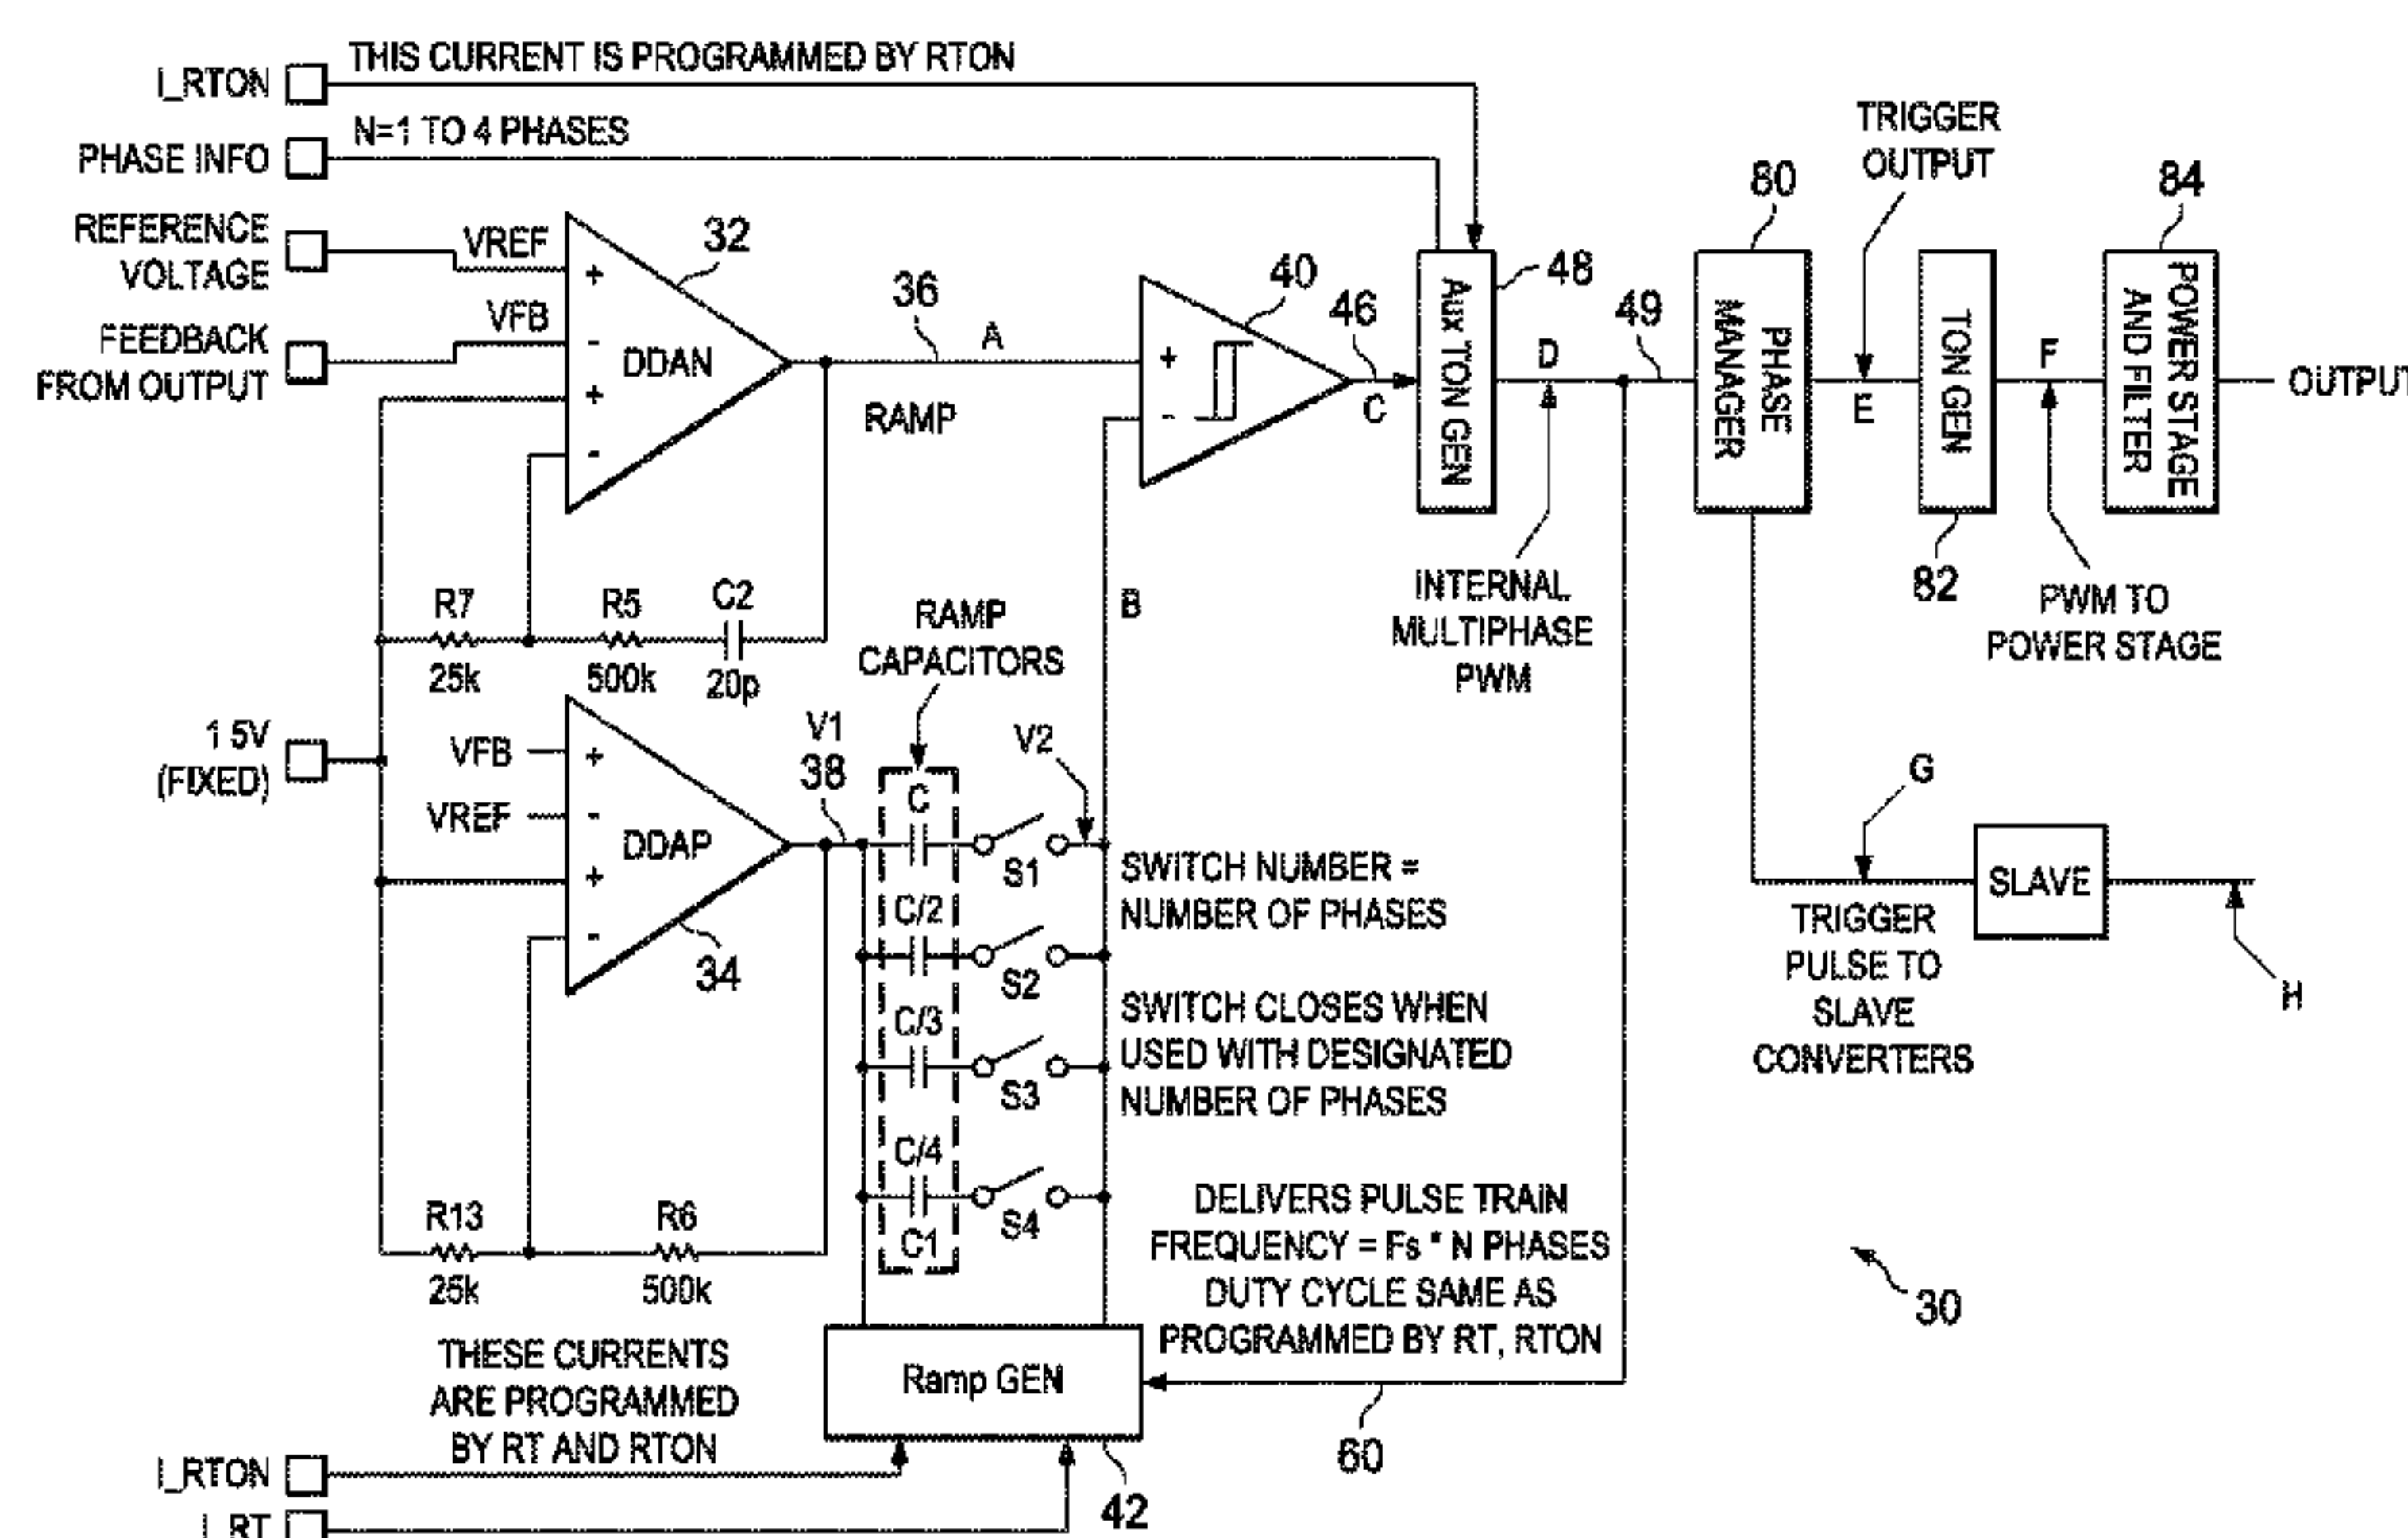 I_RTON
THIS CURRENT IS PROGRAMMED BY RTON
PHASE INFO
N=1 TO 4 PHASES
REFERENCE
VOLTAGE
VREF
FEEDBACK
FROM OUTPUT
VFB
+
-
+
-
DDAN
32
36
A
RAMP
40
+
-
46
C
Aux TON GEN
48
D
49
INTERNAL
MULTIPHASE
PWM
80
PHASE
MANAGER
TRIGGER
OUTPUT
E
TON GEN
82
F
PWM TO
POWER STAGE
84
POWER STAGE
AND FILTER
OUTPUT
R7
25k
R5
500k
C2
20p
B
1 5V
(FIXED)
VFB
VREF
+
-
+
-
DDAP
34
V1
38
RAMP
CAPACITORS
V2
C
S1
C/2
S2
C/3
S3
C/4
S4
C1
SWITCH NUMBER =
NUMBER OF PHASES
SWITCH CLOSES WHEN
USED WITH DESIGNATED
NUMBER OF PHASES
DELIVERS PULSE TRAIN
FREQUENCY = Fs * N PHASES
DUTY CYCLE SAME AS
PROGRAMMED BY RT, RTON
G
SLAVE
TRIGGER
PULSE TO
SLAVE
CONVERTERS
H
R13
25k
R6
500k
THESE CURRENTS
ARE PROGRAMMED
BY RT AND RTON
Ramp GEN
60
30
I_RTON
I_RT
42